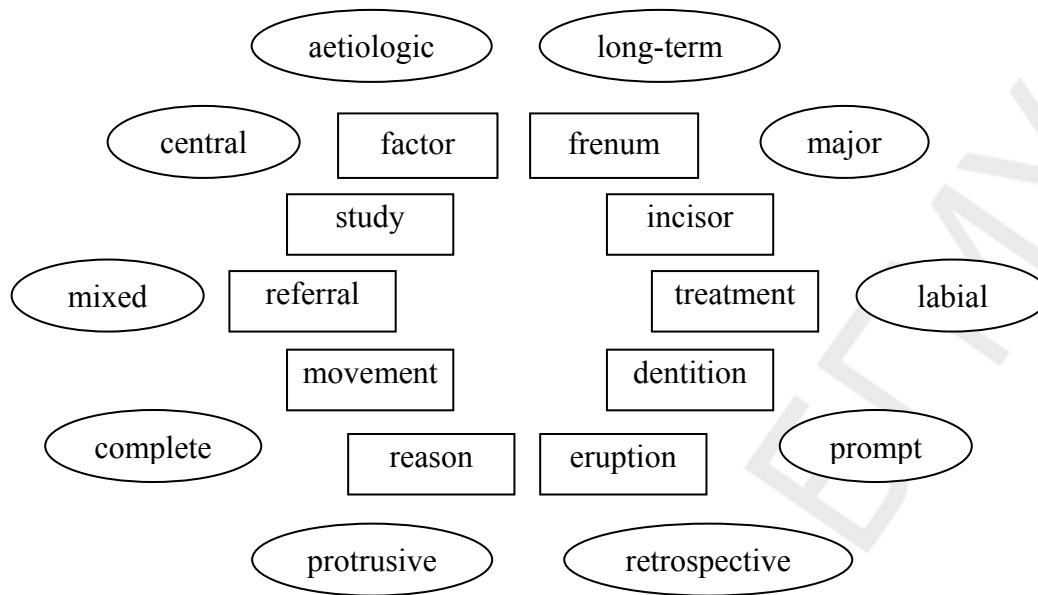 aetiologic long-term
central factor frenum major
study incisor
mixed referral treatment labial
movement dentition
complete reason eruption prompt
protrusive retrospective
БГМУ